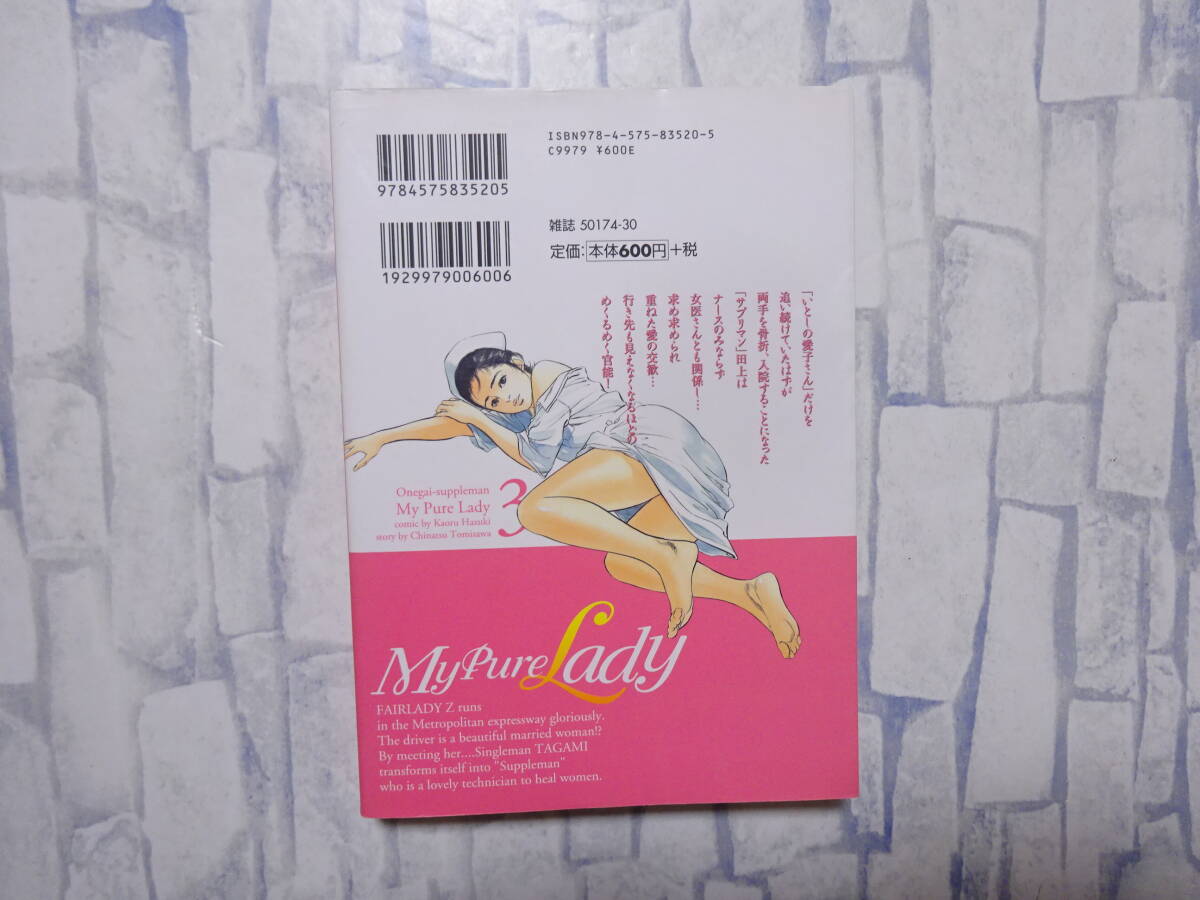 ISBN978-4-575-83520-5
C9979 ¥600E
9784575835205
雑誌 50174-30
定価:本体600円+税
1929979006006
「いとしの愛子さん」だけを
追い続けていたはずが
両手を骨折、入院することになった
「サプリマン」田上は
ナースのみならず
女医さんとも関係し…
求め求められ
重ねた愛の交歓…
行き先も見えなくなるほどの
めくるめく官能!
Onegai-suppleman
My Pure Lady
comic by Kaoru Hazuki
story by Chinatsu Tomisawa
3
My Pure Lady
FAIRLADY Z runs
in the Metropolitan expressway gloriously.
The driver is a beautiful married woman!?
By meeting her....Singleman TAGAMI
transforms itself into "Suppleman"
who is a lovely technician to heal women.